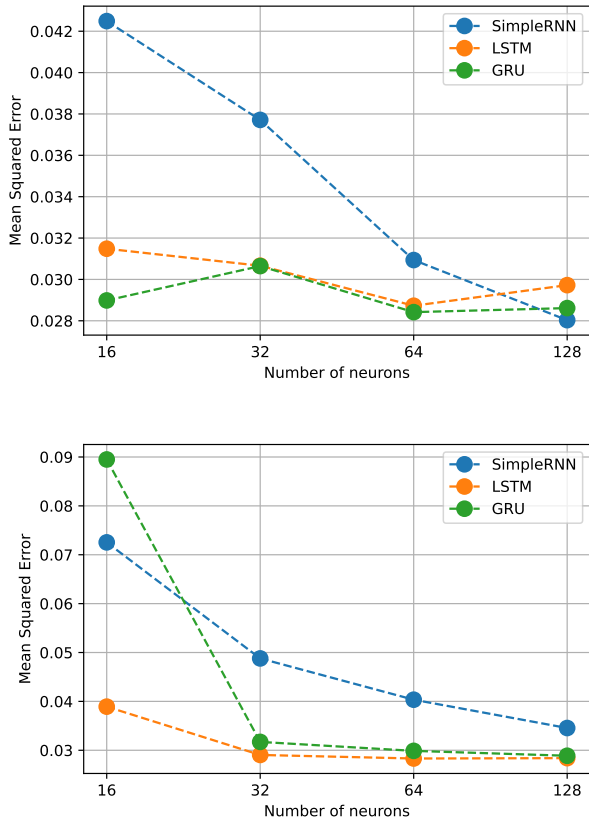 0.042
0.040
0.038
0.036
0.034
0.032
0.030
0.028
Mean Squared Error
SimpleRNN
LSTM
GRU
16
32
64
128
Number of neurons
0.09
0.08
0.07
0.06
0.05
0.04
0.03
Mean Squared Error
SimpleRNN
LSTM
GRU
16
32
64
128
Number of neurons